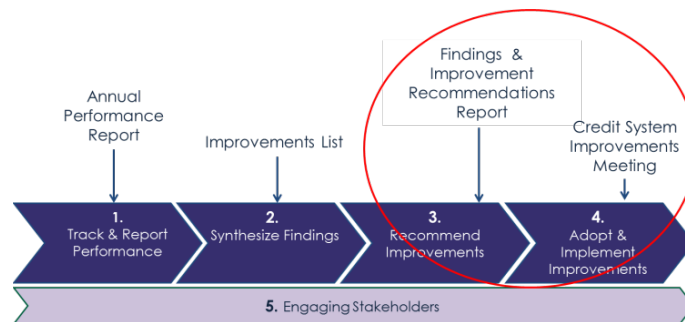 Findings &
Improvement
Recommendations
Report
Annual
Performance
Report
Improvements List
Credit System
Improvements
Meeting
1.
Track & Report
Performance
2.
Synthesize Findings
3.
Recommend
Improvements
4.
Adopt &
Implement
Improvements
5. Engaging Stakeholders